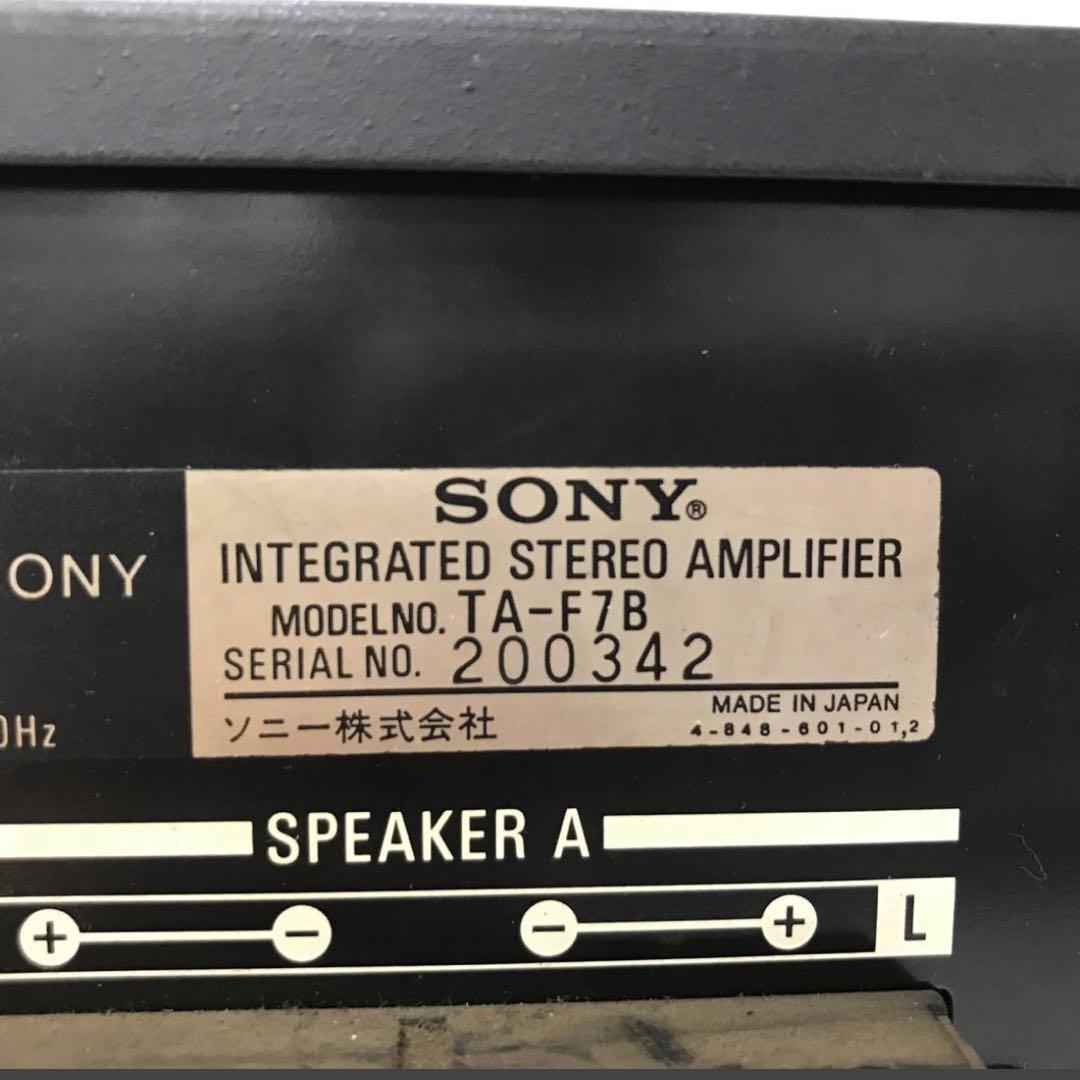 SONY®
INTEGRATED STEREO AMPLIFIER
ONY
MODEL NO. TA-F7B
SERIAL NO. 200342
MADE IN JAPAN
0Hz
ソニー株式会社
4-848-601-01,2
SPEAKER A
+ − − + L